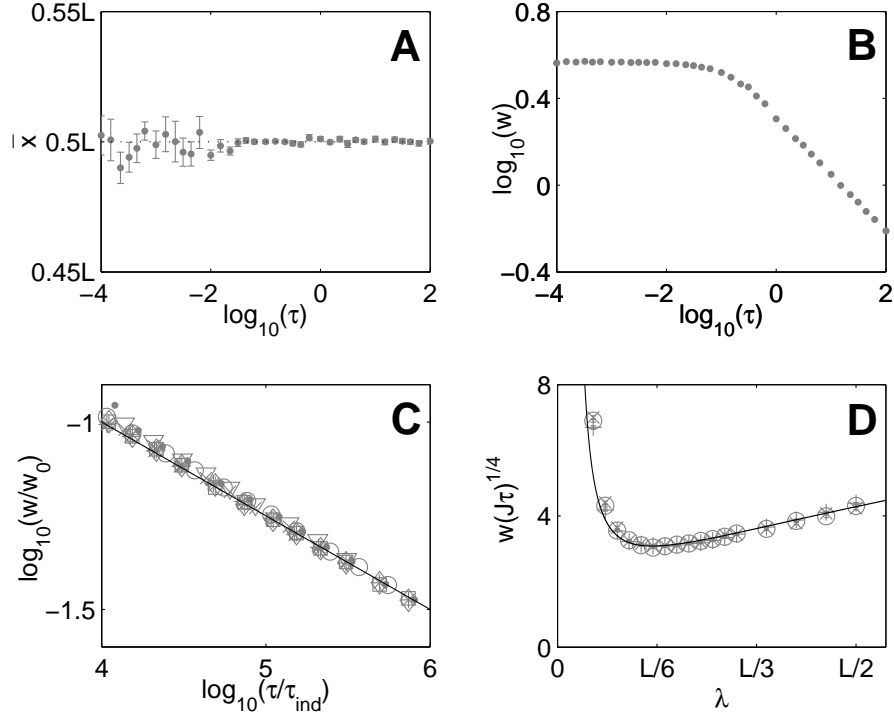 0.55L
A
x̄
0.5L
0.45L
−4
−2
0
2
log10(τ)
0.8
B
log10(w)
0.4
0
−0.4
−4
−2
0
2
log10(τ)
C
−1
log10(w/w0)
−1.5
4
5
6
log10(τ/τind)
8
D
w(Jτ)1/4
4
0
0
L/6
L/3
L/2
λ